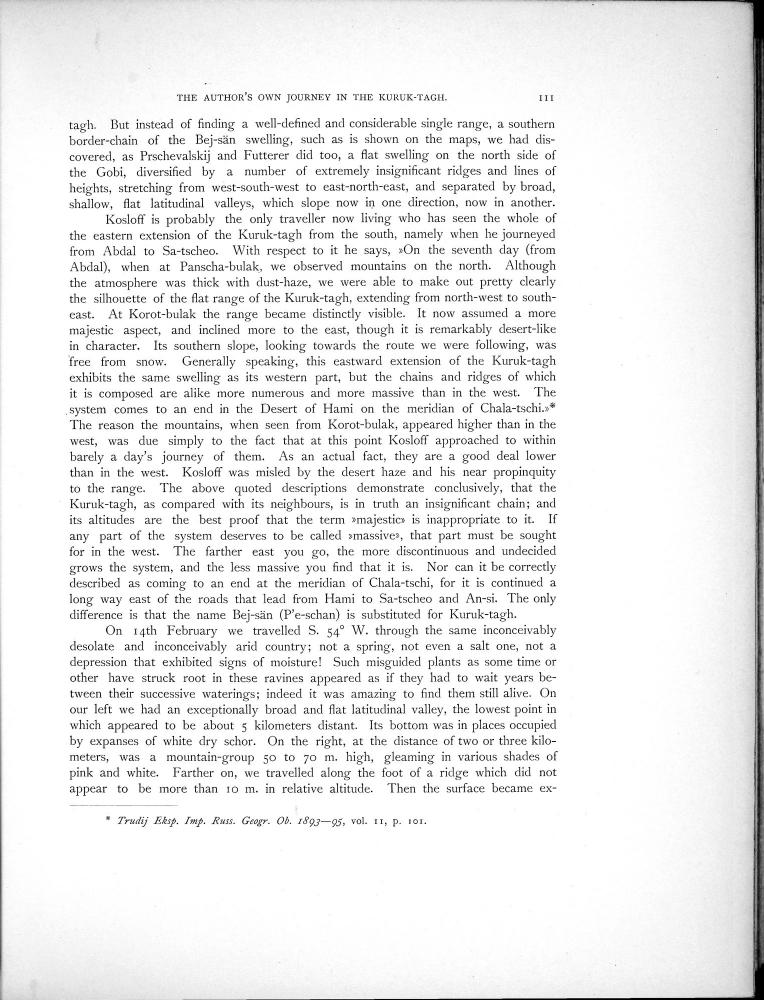 THE AUTHOR'S OWN JOURNEY IN THE KURUK-TAGH. 111
tagh. But instead of finding a well-defined and considerable single range, a southern
border-chain of the Bej-sän swelling, such as is shown on the maps, we had dis-
covered, as Prschevalskij and Futterer did too, a flat swelling on the north side of
the Gobi, diversified by a number of extremely insignificant ridges and lines of
heights, stretching from west-south-west to east-north-east, and separated by broad,
shallow, flat latitudinal valleys, which slope now in one direction, now in another.
Kosloff is probably the only traveller now living who has seen the whole of
the eastern extension of the Kuruk-tagh from the south, namely when he journeyed
from Abdal to Sa-tscheo. With respect to it he says, »On the seventh day (from
Abdal), when at Panscha-bulak, we observed mountains on the north. Although
the atmosphere was thick with dust-haze, we were able to make out pretty clearly
the silhouette of the flat range of the Kuruk-tagh, extending from north-west to south-
east. At Korot-bulak the range became distinctly visible. It now assumed a more
majestic aspect, and inclined more to the east, though it is remarkably desert-like
in character. Its southern slope, looking towards the route we were following, was
free from snow. Generally speaking, this eastward extension of the Kuruk-tagh
exhibits the same swelling as its western part, but the chains and ridges of which
it is composed are alike more numerous and more massive than in the west. The
system comes to an end in the Desert of Hami on the meridian of Chala-tschi.»*
The reason the mountains, when seen from Korot-bulak, appeared higher than in the
west, was due simply to the fact that at this point Kosloff approached to within
barely a day's journey of them. As an actual fact, they are a good deal lower
than in the west. Kosloff was misled by the desert haze and his near propinquity
to the range. The above quoted descriptions demonstrate conclusively, that the
Kuruk-tagh, as compared with its neighbours, is in truth an insignificant chain; and
its altitudes are the best proof that the term »majestic» is inappropriate to it. If
any part of the system deserves to be called »massive», that part must be sought
for in the west. The farther east you go, the more discontinuous and undecided
grows the system, and the less massive you find that it is. Nor can it be correctly
described as coming to an end at the meridian of Chala-tschi, for it is continued a
long way east of the roads that lead from Hami to Sa-tscheo and An-si. The only
difference is that the name Bej-sän (P'e-schan) is substituted for Kuruk-tagh.
On 14th February we travelled S. 54° W. through the same inconceivably
desolate and inconceivably arid country; not a spring, not even a salt one, not a
depression that exhibited signs of moisture! Such misguided plants as some time or
other have struck root in these ravines appeared as if they had to wait years be-
tween their successive waterings; indeed it was amazing to find them still alive. On
our left we had an exceptionally broad and flat latitudinal valley, the lowest point in
which appeared to be about 5 kilometers distant. Its bottom was in places occupied
by expanses of white dry schor. On the right, at the distance of two or three kilo-
meters, was a mountain-group 50 to 70 m. high, gleaming in various shades of
pink and white. Farther on, we travelled along the foot of a ridge which did not
appear to be more than 10 m. in relative altitude. Then the surface became ex-
* Trudij Eksp. Imp. Russ. Geogr. Ob. 1893—95, vol. 11, p. 101.